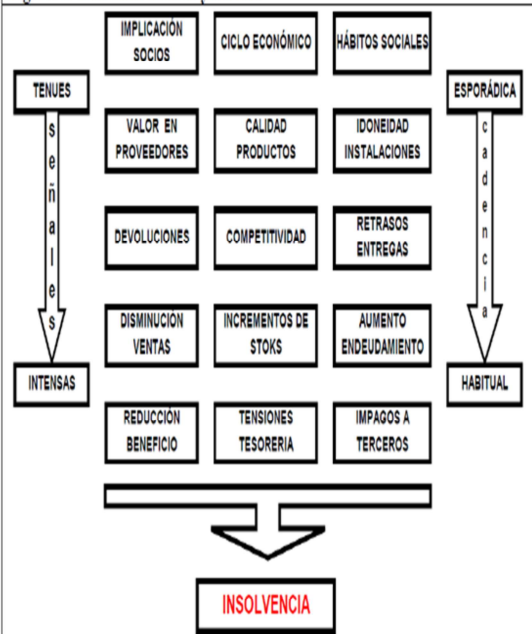 IMPLICACIÓN
SOCIOS
CICLO ECONÓMICO
HÁBITOS SOCIALES
TENUES
ESPORÁDICA
señales
cadencia
VALOR EN
PROVEEDORES
CALIDAD
PRODUCTOS
IDONEIDAD
INSTALACIONES
DEVOLUCIONES
COMPETITIVIDAD
RETRASOS
ENTREGAS
DISMINUCIÓN
VENTAS
INCREMENTOS DE
STOKS
AUMENTO
ENDEUDAMIENTO
INTENSAS
HABITUAL
REDUCCIÓN
BENEFICIO
TENSIONES
TESORERIA
IMPAGOS A
TERCEROS
INSOLVENCIA